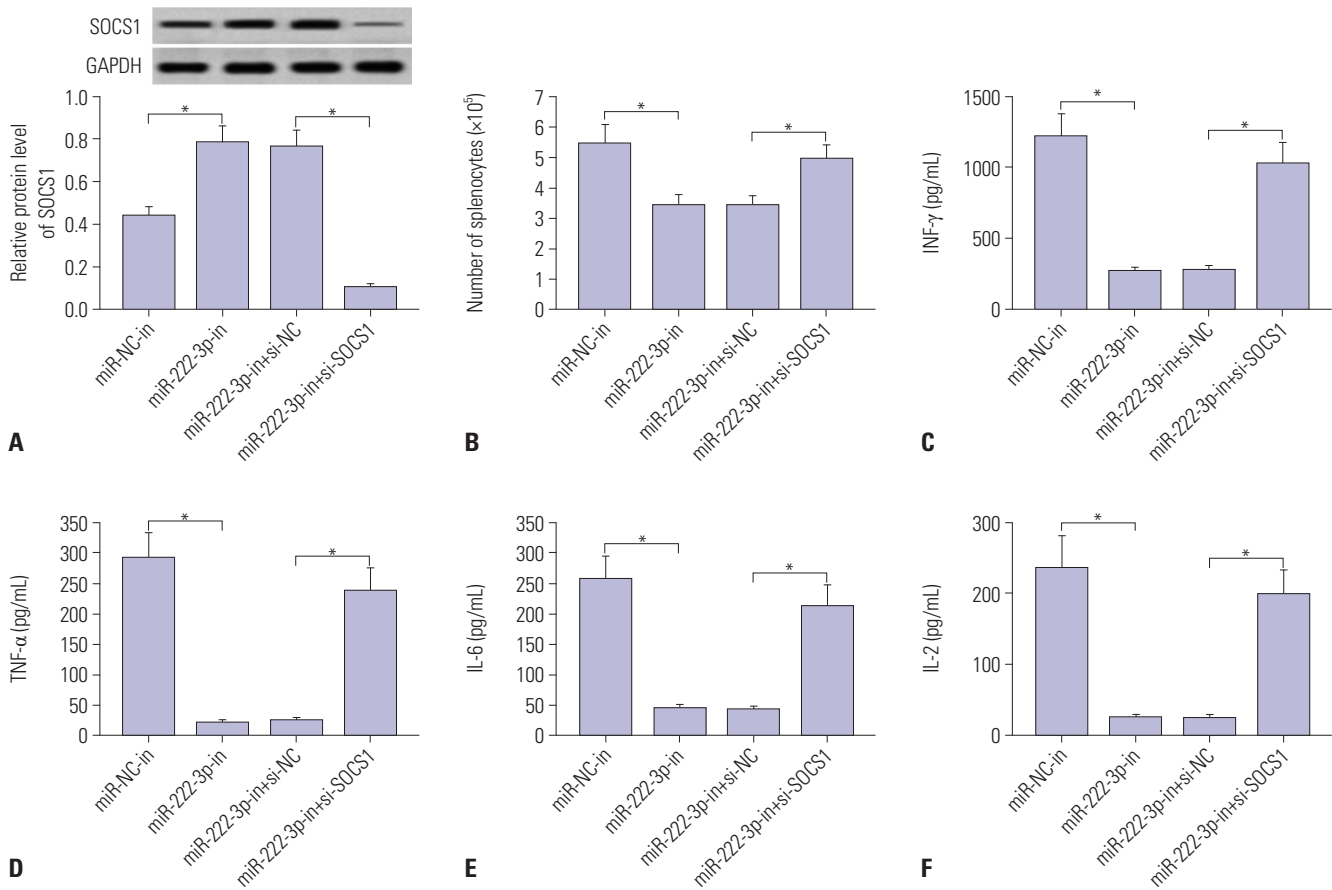 SOCS1
GAPDH
Relative protein level
of SOCS1
1.0
0.8
0.6
0.4
0.2
0.0
*
*
miR-NC-in
miR-222-3p-in
miR-222-3p-in+si-NC
miR-222-3p-in+si-SOCS1
A
Number of splenocytes (×10⁵)
7
6
5
4
3
2
1
0
*
*
miR-NC-in
miR-222-3p-in
miR-222-3p-in+si-NC
miR-222-3p-in+si-SOCS1
B
INF-γ (pg/mL)
1500
1000
500
0
*
*
miR-NC-in
miR-222-3p-in
miR-222-3p-in+si-NC
miR-222-3p-in+si-SOCS1
C
TNF-α (pg/mL)
350
300
250
200
150
100
50
0
*
*
miR-NC-in
miR-222-3p-in
miR-222-3p-in+si-NC
miR-222-3p-in+si-SOCS1
D
IL-6 (pg/mL)
350
300
250
200
150
100
50
0
*
*
miR-NC-in
miR-222-3p-in
miR-222-3p-in+si-NC
miR-222-3p-in+si-SOCS1
E
IL-2 (pg/mL)
300
200
100
0
*
*
miR-NC-in
miR-222-3p-in
miR-222-3p-in+si-NC
miR-222-3p-in+si-SOCS1
F